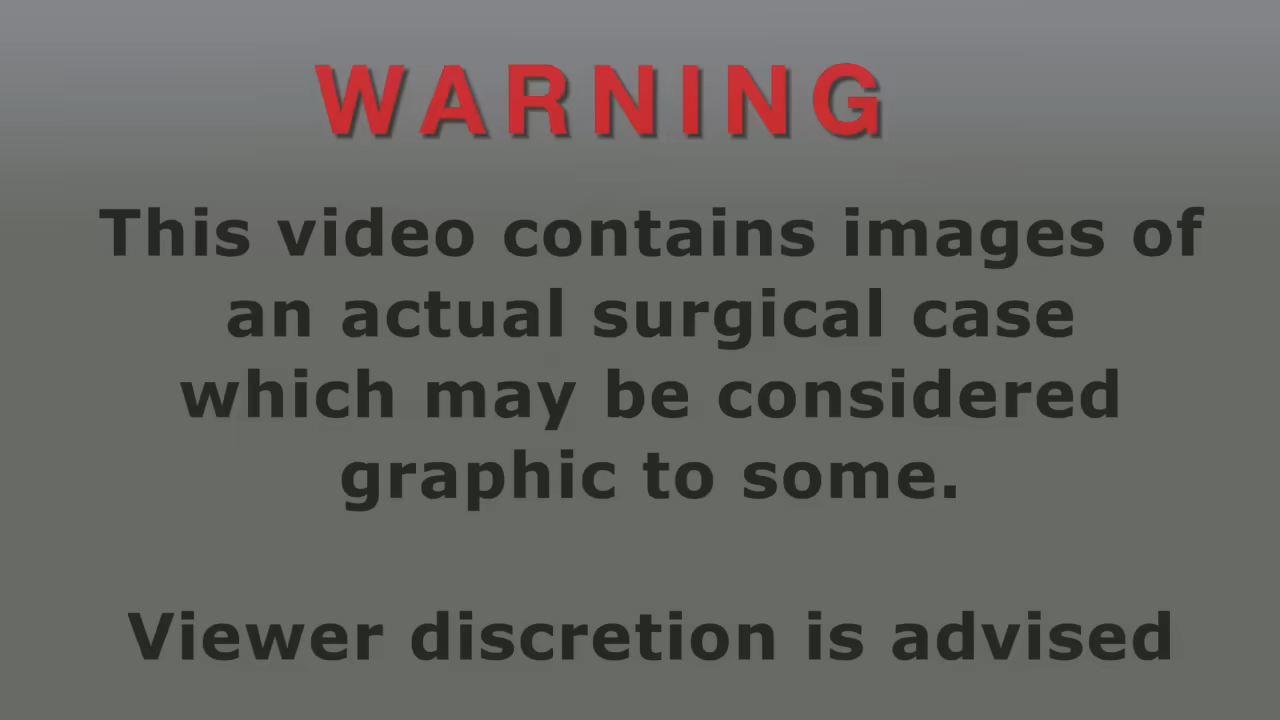 WARNING
This video contains images of
an actual surgical case
which may be considered
graphic to some.
Viewer discretion is advised